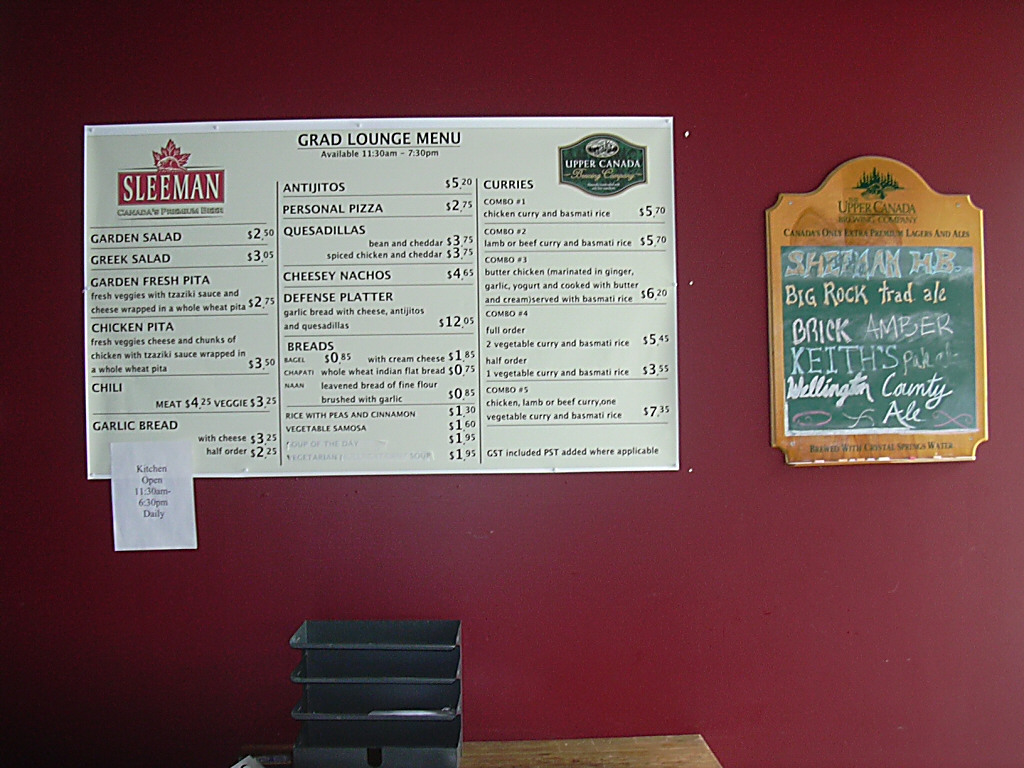 GRAD LOUNGE MENU
Available 11:30am - 7:30pm
SLEEMAN
CANADA'S PREMIUM BEER
GARDEN SALAD $2.50
GREEK SALAD $3.05
GARDEN FRESH PITA
fresh veggies with tzaziki sauce and
cheese wrapped in a whole wheat pita $2.75
CHICKEN PITA
fresh veggies cheese and chunks of
chicken with tzaziki sauce wrapped in
a whole wheat pita $3.50
CHILI
MEAT $4.25 VEGGIE $3.25
GARLIC BREAD
with cheese $3.25
half order $2.25
ANTIJITOS $5.20
PERSONAL PIZZA $2.75
QUESADILLAS
bean and cheddar $3.75
spiced chicken and cheddar $3.75
CHEESEY NACHOS $4.65
DEFENSE PLATTER
garlic bread with cheese, antijitos
and quesadillas $12.05
BREADS
BAGEL $0.85 with cream cheese $1.85
CHAPATI whole wheat indian flat bread $0.75
NAAN leavened bread of fine flour
brushed with garlic $0.85
RICE WITH PEAS AND CINNAMON $1.30
VEGETABLE SAMOSA $1.60
SOUP OF THE DAY $1.95
VEGETARIAN SOUP $1.95
UPPER CANADA
Brewing Company
CURRIES
COMBO #1
chicken curry and basmati rice $5.70
COMBO #2
lamb or beef curry and basmati rice $5.70
COMBO #3
butter chicken (marinated in ginger,
garlic, yogurt and cooked with butter
and cream)served with basmati rice $6.20
COMBO #4
full order
2 vegetable curry and basmati rice $5.45
half order
1 vegetable curry and basmati rice $3.55
COMBO #5
chicken, lamb or beef curry,one
vegetable curry and basmati rice $7.35
GST included PST added where applicable
Kitchen
Open
11:30am-
6:30pm
Daily
UPPER CANADA
BREWING COMPANY
CANADA'S ONLY EXTRA PREMIUM LAGERS AND ALES
SLEEMAN H.B.
BIG ROCK trad ale
BRICK AMBER
KEITH'S
Wellington County
Ale
BREWED WITH CRYSTAL SPRINGS WATER